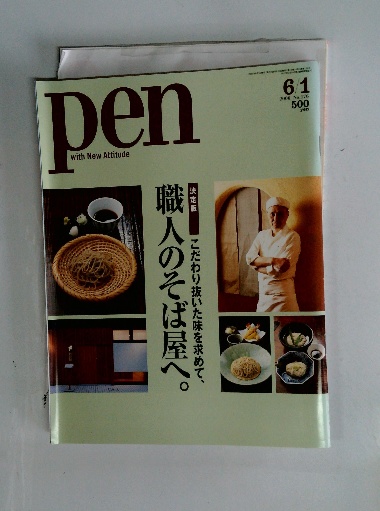 pen
with New Attitude
6/1
500
yen
決定版
こだわり抜いた味を求めて、
職人のそば屋へ。